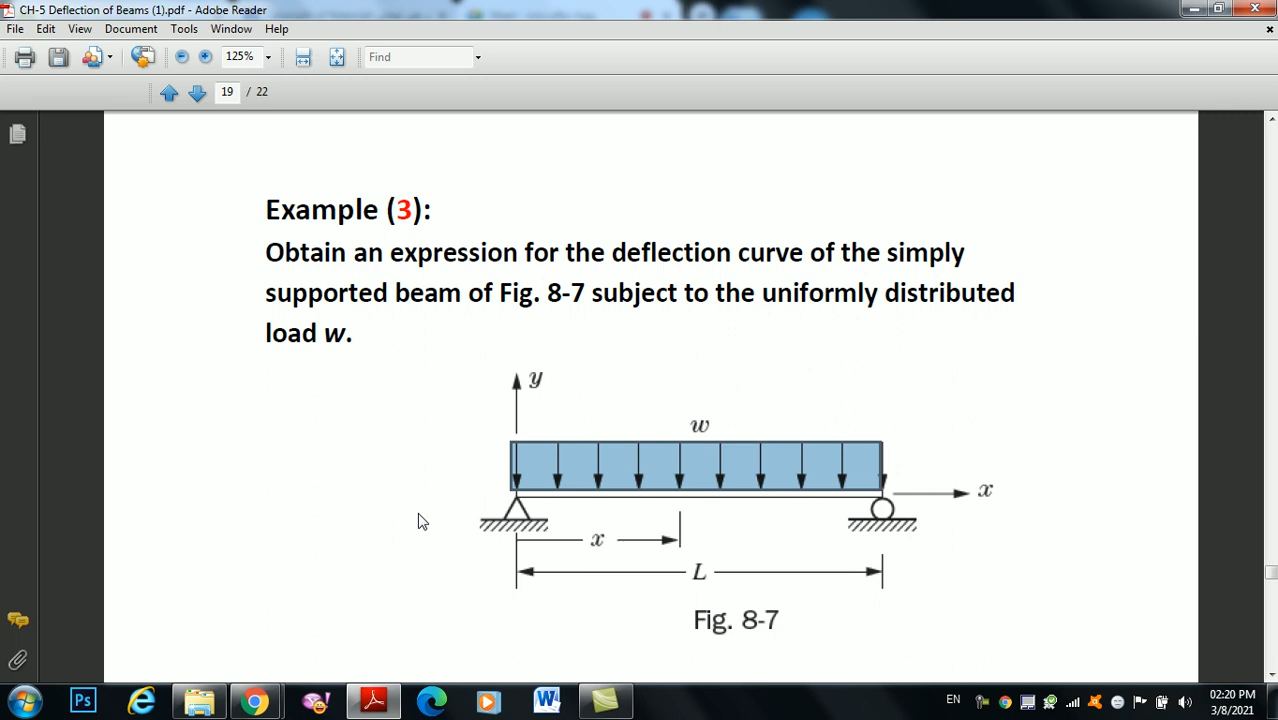 CH-5 Deflection of Beams (1).pdf - Adobe Reader
File Edit View Document Tools Window Help
125% Find
19 / 22
Example (3):
Obtain an expression for the deflection curve of the simply
supported beam of Fig. 8-7 subject to the uniformly distributed
load w.
y
w
x
x
L
Fig. 8-7
Ps
W
EN
02:20 PM
3/8/2021